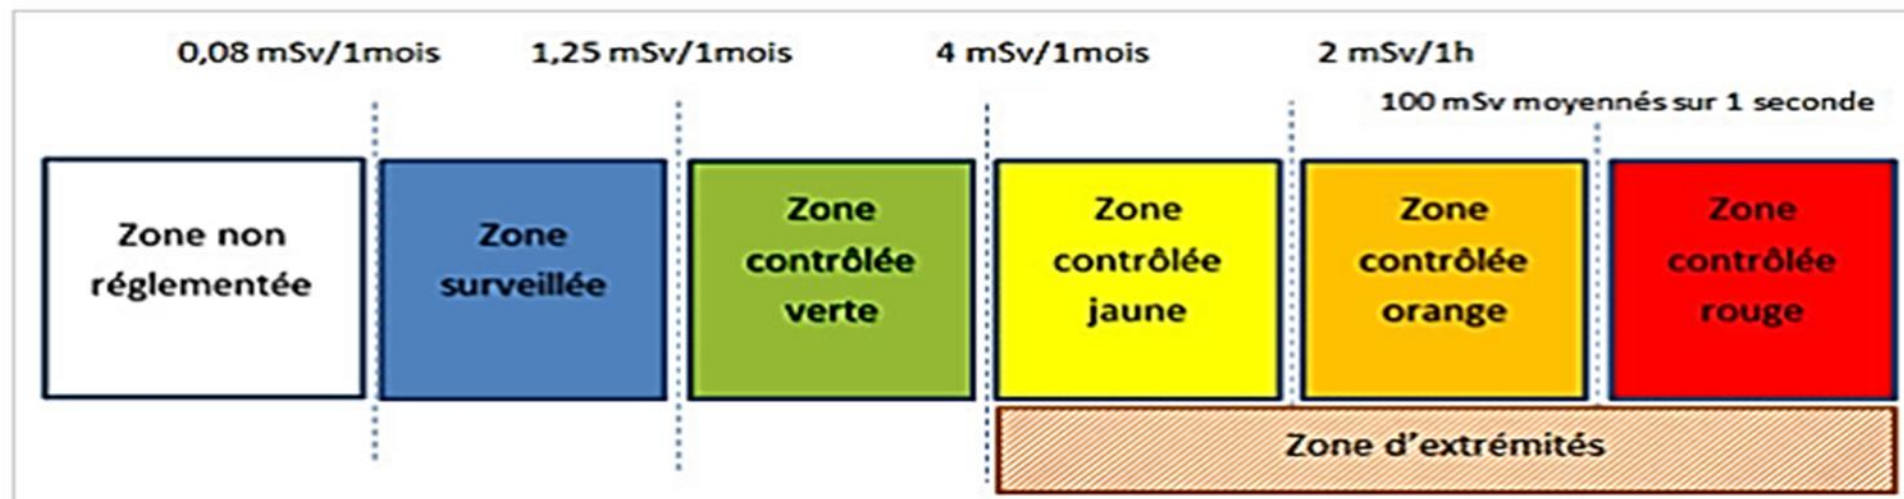 0,08 mSv/1mois 1,25 mSv/1mois 4 mSv/1mois 2 mSv/1h
100 mSv moyennés sur 1 seconde
Zone non
réglementée
Zone
surveillée
Zone
contrôlée
verte
Zone
contrôlée
jaune
Zone
contrôlée
orange
Zone
contrôlée
rouge
Zone d'extrémités